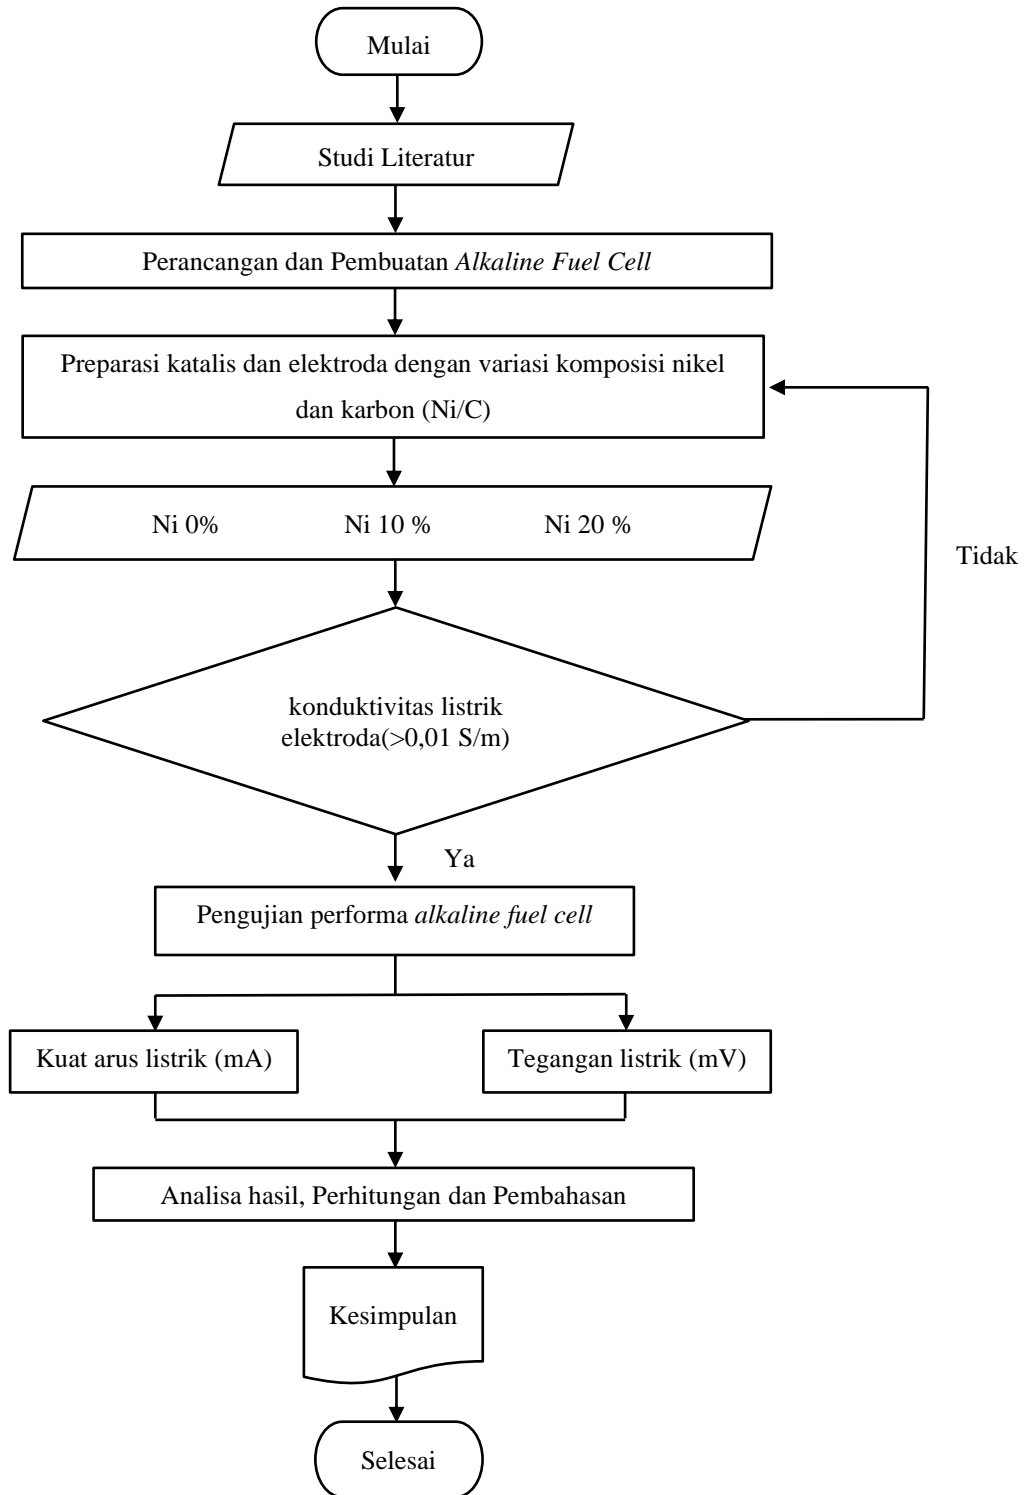 Mulai
Studi Literatur
Perancangan dan Pembuatan Alkaline Fuel Cell
Preparasi katalis dan elektroda dengan variasi komposisi nikel
dan karbon (Ni/C)
Ni 0% Ni 10 % Ni 20 %
Tidak
konduktivitas listrik
elektroda(>0,01 S/m)
Ya
Pengujian performa alkaline fuel cell
Kuat arus listrik (mA)
Tegangan listrik (mV)
Analisa hasil, Perhitungan dan Pembahasan
Kesimpulan
Selesai